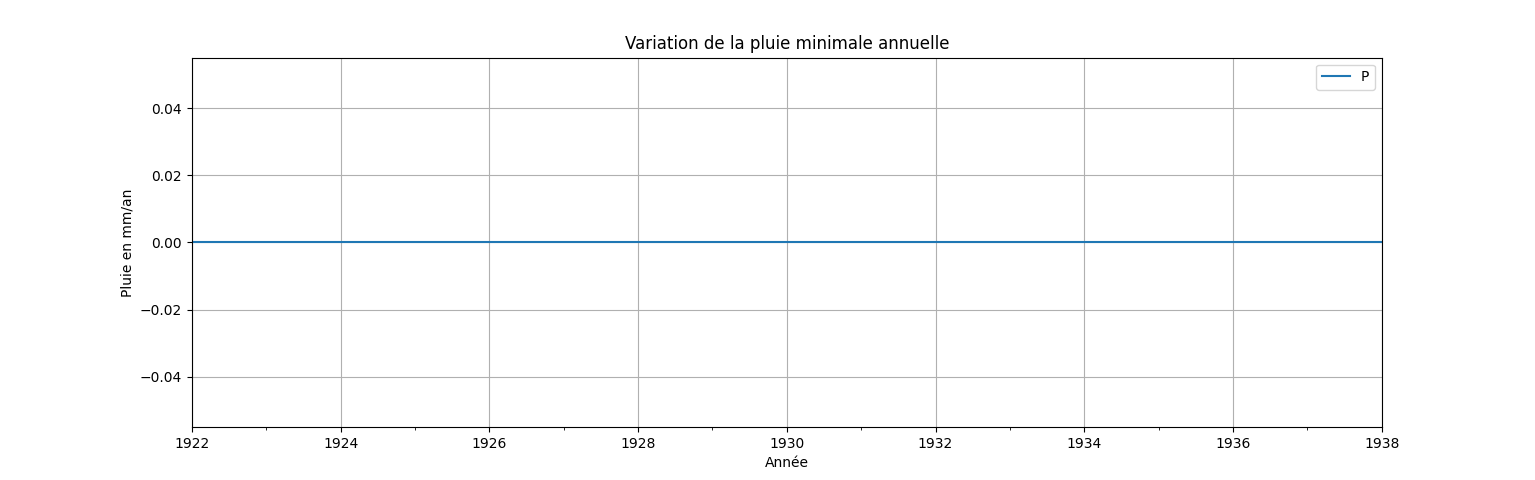 Variation de la pluie minimale annuelle
P
0.04
0.02
0.00
−0.02
−0.04
Pluie en mm/an
1922 1924 1926 1928 1930 1932 1934 1936 1938
Année